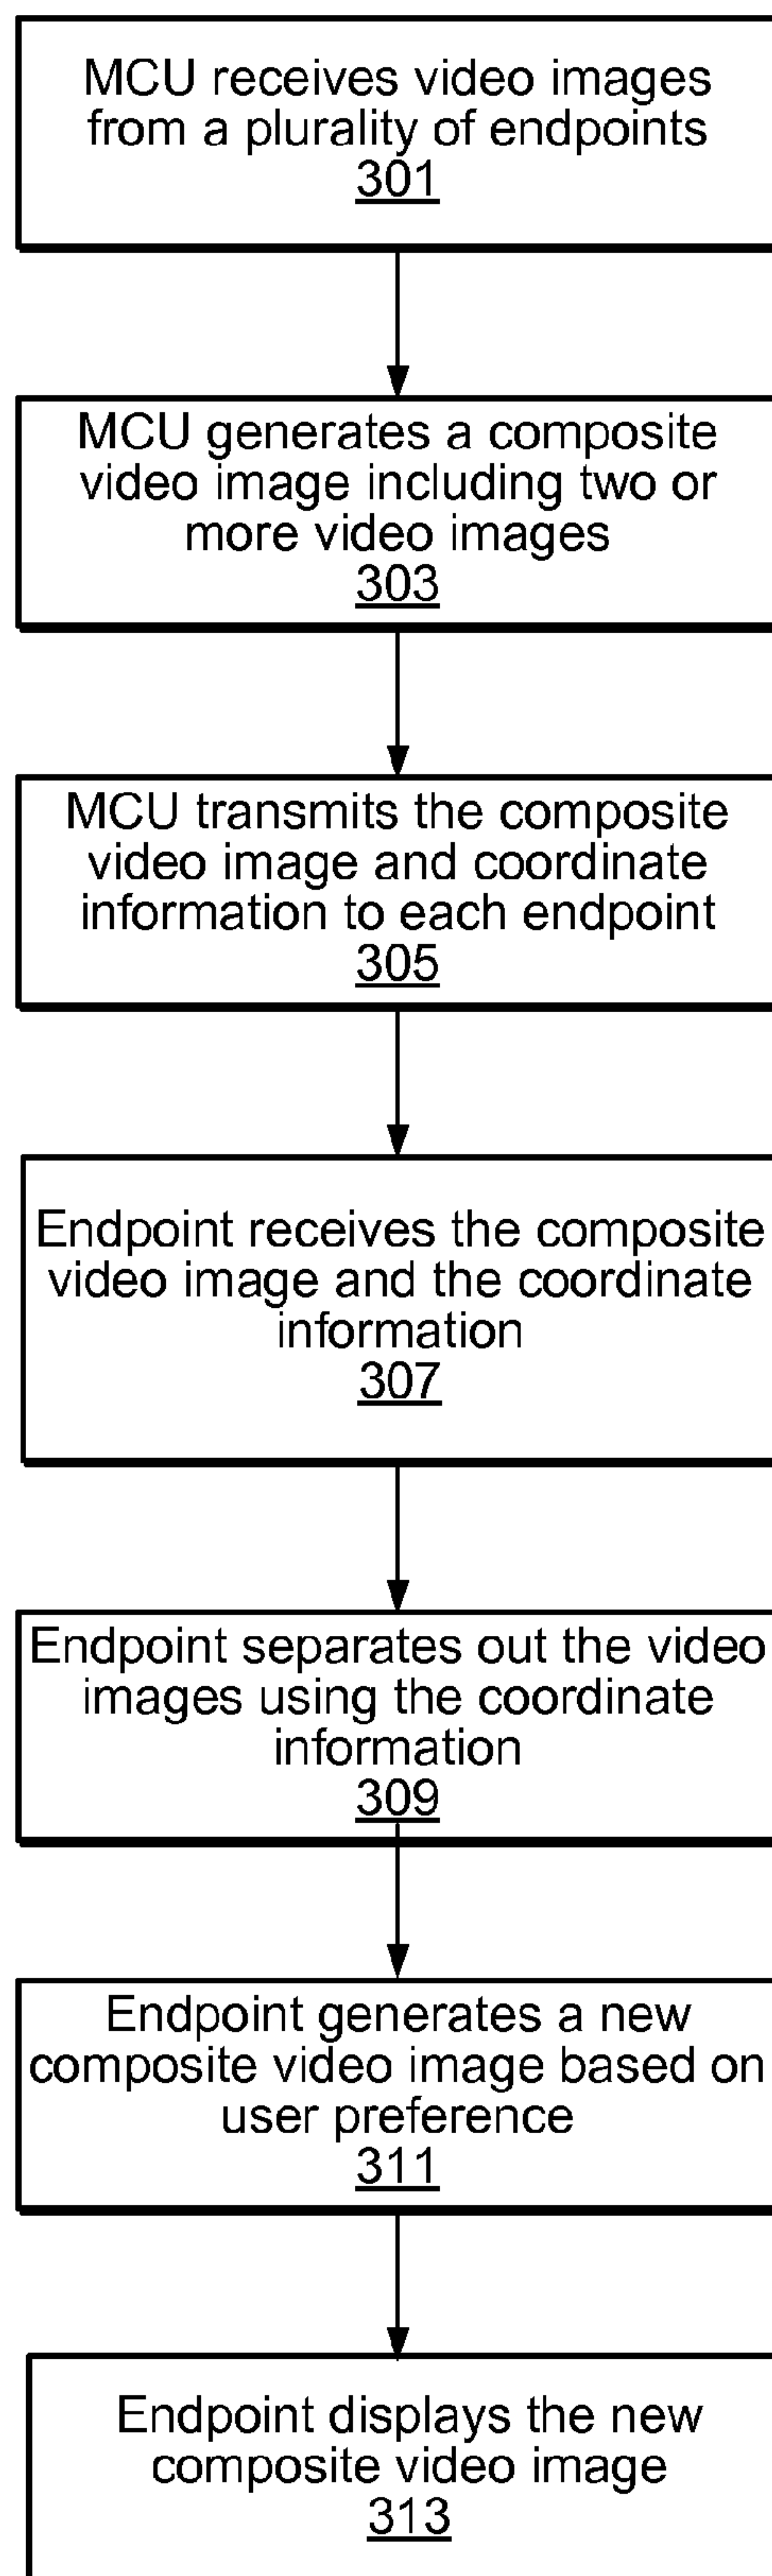 MCU receives video images
from a plurality of endpoints
301
MCU generates a composite
video image including two or
more video images
303
MCU transmits the composite
video image and coordinate
information to each endpoint
305
Endpoint receives the composite
video image and the coordinate
information
307
Endpoint separates out the video
images using the coordinate
information
309
Endpoint generates a new
composite video image based on
user preference
311
Endpoint displays the new
composite video image
313